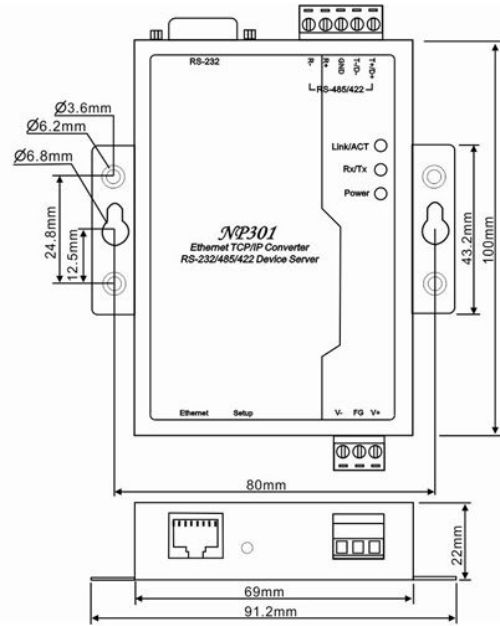 RS-232
R-
R+
GND
T-/D-
T+/D+
RS-485/422
Link/ACT
Rx/Tx
Power
Ø3.6mm
Ø6.2mm
Ø6.8mm
24.8mm
12.5mm
NP301
Ethernet TCP/IP Converter
RS-232/485/422 Device Server
43.2mm
100mm
Ethernet Setup V- FG V+
80mm
22mm
69mm
91.2mm